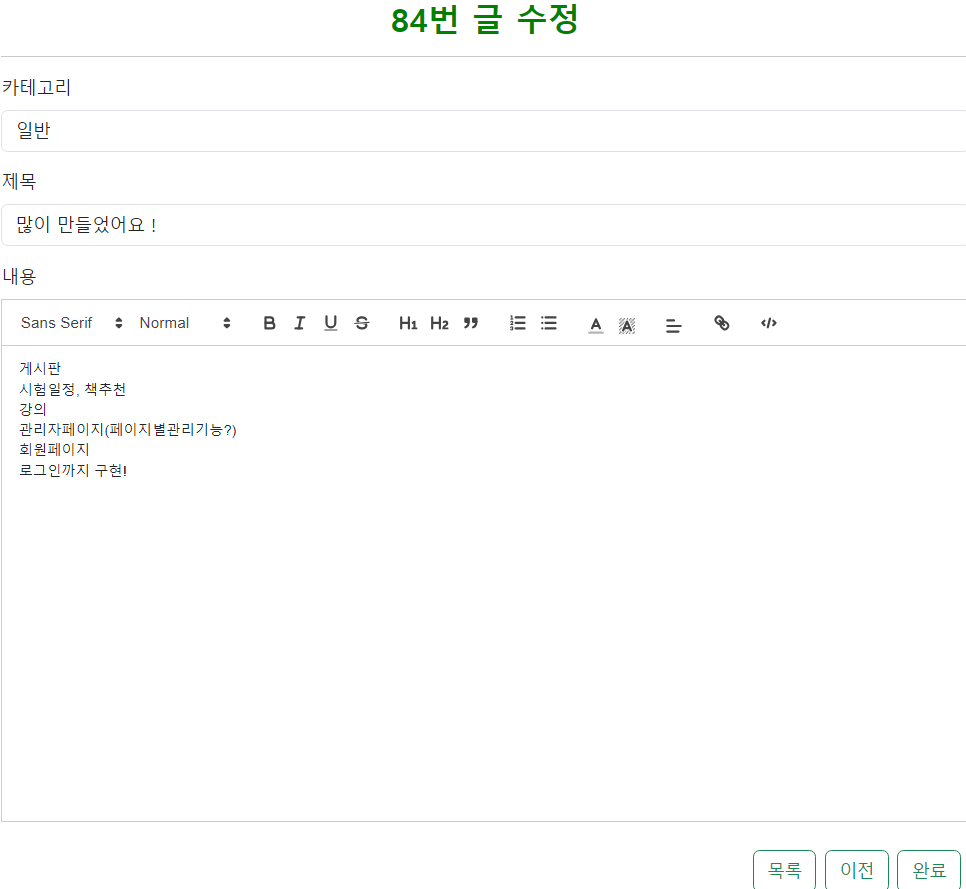 84번 글 수정
카테고리
일반
제목
많이 만들었어요 !
내용
Sans Serif Normal B I U S H1 H2 A A
게시판
시험일정, 책추천
강의
관리자페이지(페이지별관리기능?)
회원페이지
로그인까지 구현!
목록 이전 완료